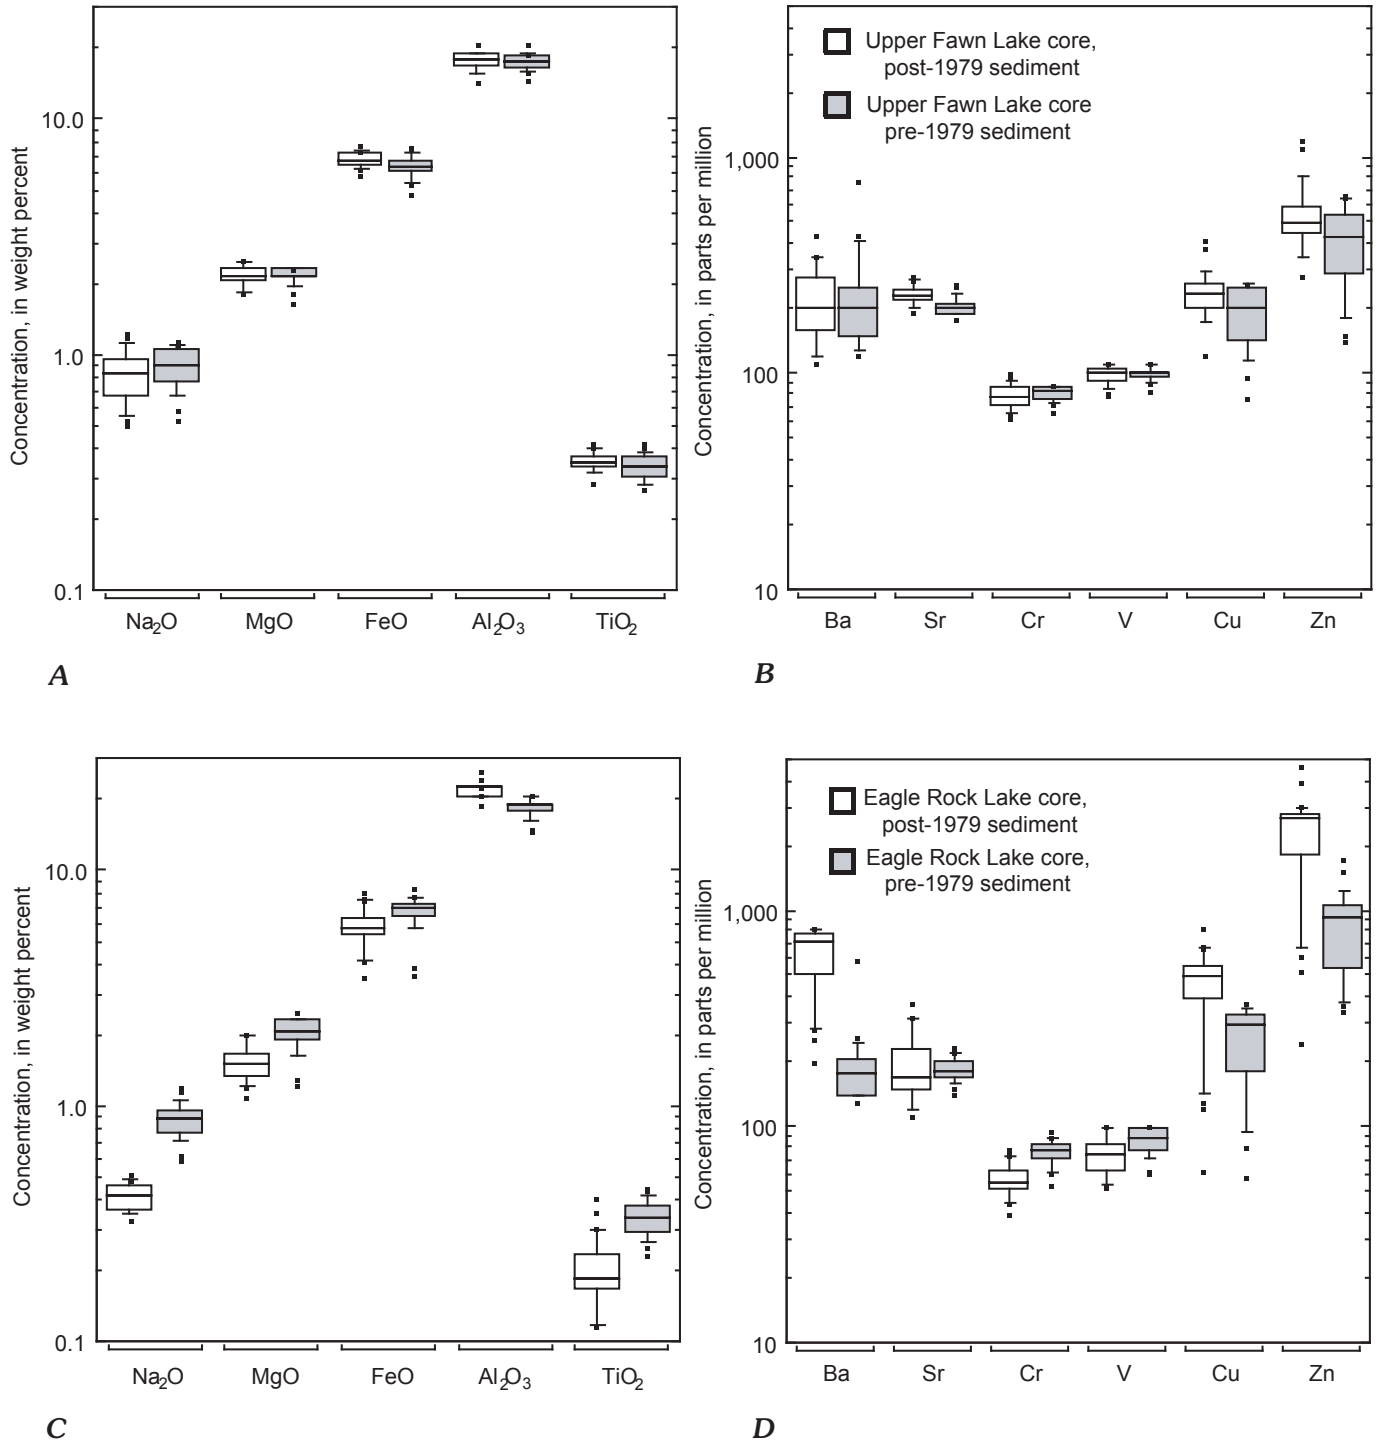 Concentration, in weight percent
10.0
1.0
0.1
Na₂O MgO FeO Al₂O₃ TiO₂
A
Concentration, in parts per million
1,000
100
10
Upper Fawn Lake core,
post-1979 sediment
Upper Fawn Lake core
pre-1979 sediment
Ba Sr Cr V Cu Zn
B
Concentration, in weight percent
10.0
1.0
0.1
Na₂O MgO FeO Al₂O₃ TiO₂
C
Concentration, in parts per million
1,000
100
10
Eagle Rock Lake core,
post-1979 sediment
Eagle Rock Lake core,
pre-1979 sediment
Ba Sr Cr V Cu Zn
D